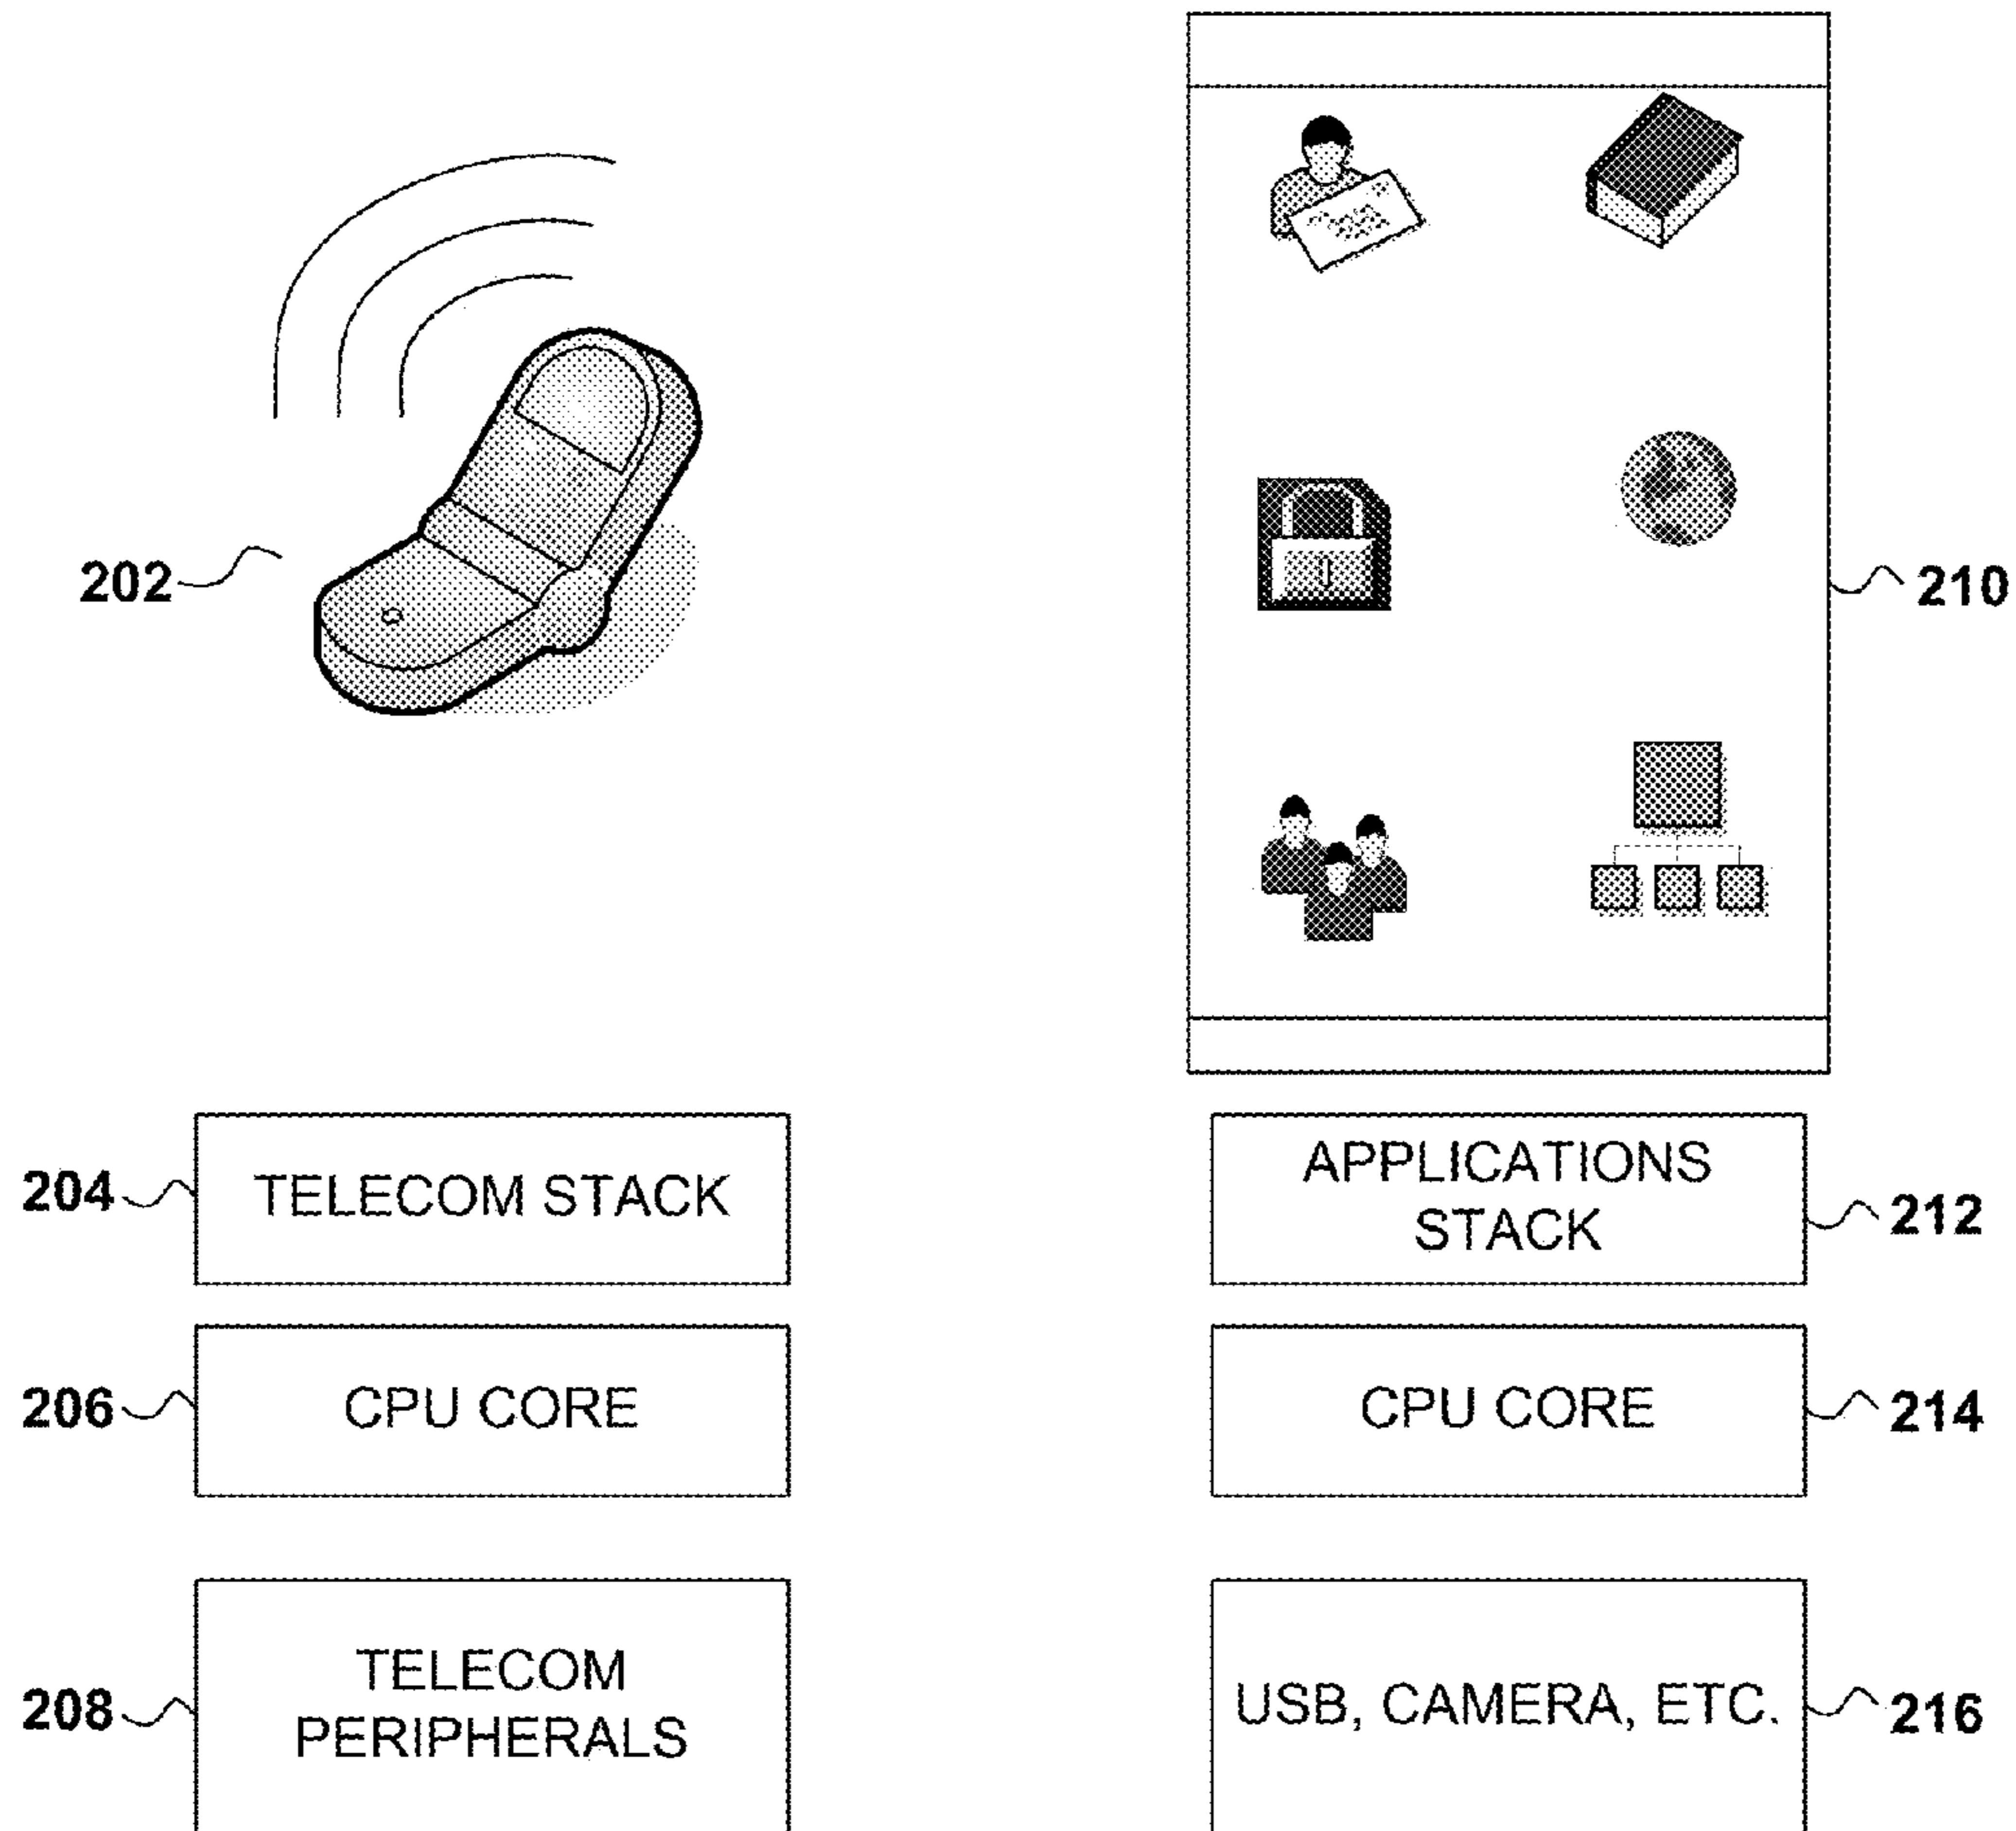 202
210
204
TELECOM STACK
APPLICATIONS
STACK
212
206
CPU CORE
CPU CORE
214
208
TELECOM
PERIPHERALS
USB, CAMERA, ETC.
216